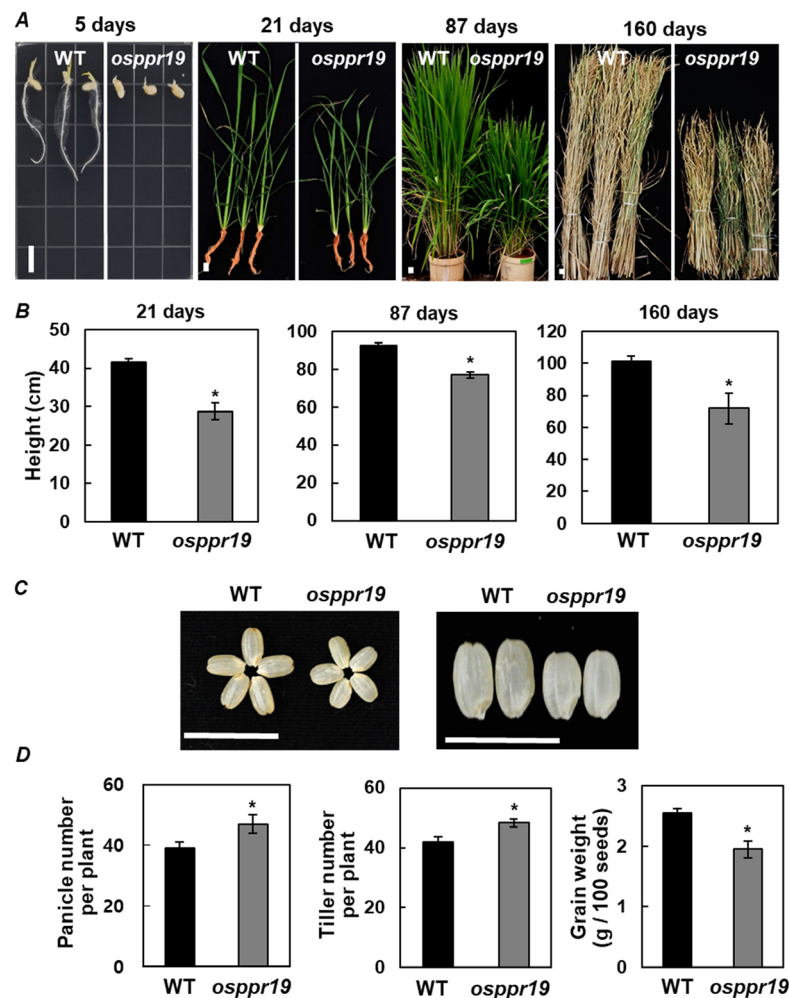 A
5 days 21 days 87 days 160 days
WT osppr19 WT osppr19 WT osppr19 WT osppr19
B
21 days 87 days 160 days
Height (cm)
50
40
30
20
10
0
*
WT osppr19
100
80
60
40
20
0
*
WT osppr19
120
100
80
60
40
20
0
*
WT osppr19
C
WT osppr19 WT osppr19
D
Panicle number
per plant
60
40
20
0
*
WT osppr19
Tiller number
per plant
60
40
20
0
*
WT osppr19
Grain weight
(g / 100 seeds)
3
2
1
0
*
WT osppr19